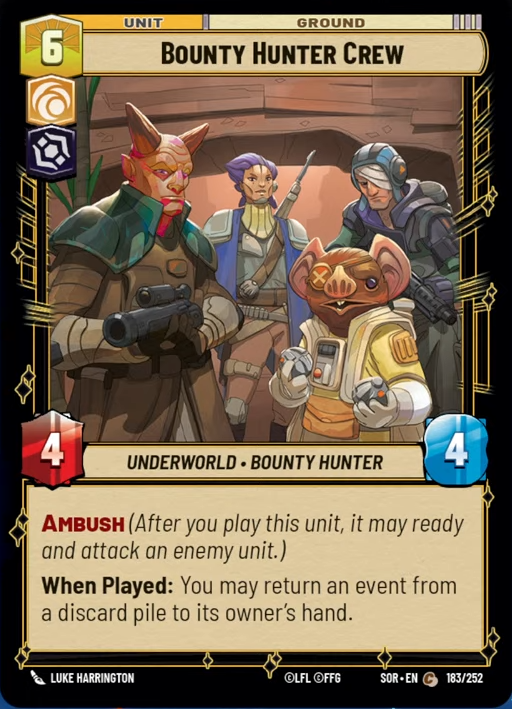 UNIT
GROUND
6
BOUNTY HUNTER CREW
4
4
UNDERWORLD • BOUNTY HUNTER
AMBUSH (After you play this unit, it may ready
and attack an enemy unit.)
When Played: You may return an event from
a discard pile to its owner's hand.
LUKE HARRINGTON
©LFL ©FFG
SOR • EN C 183/252